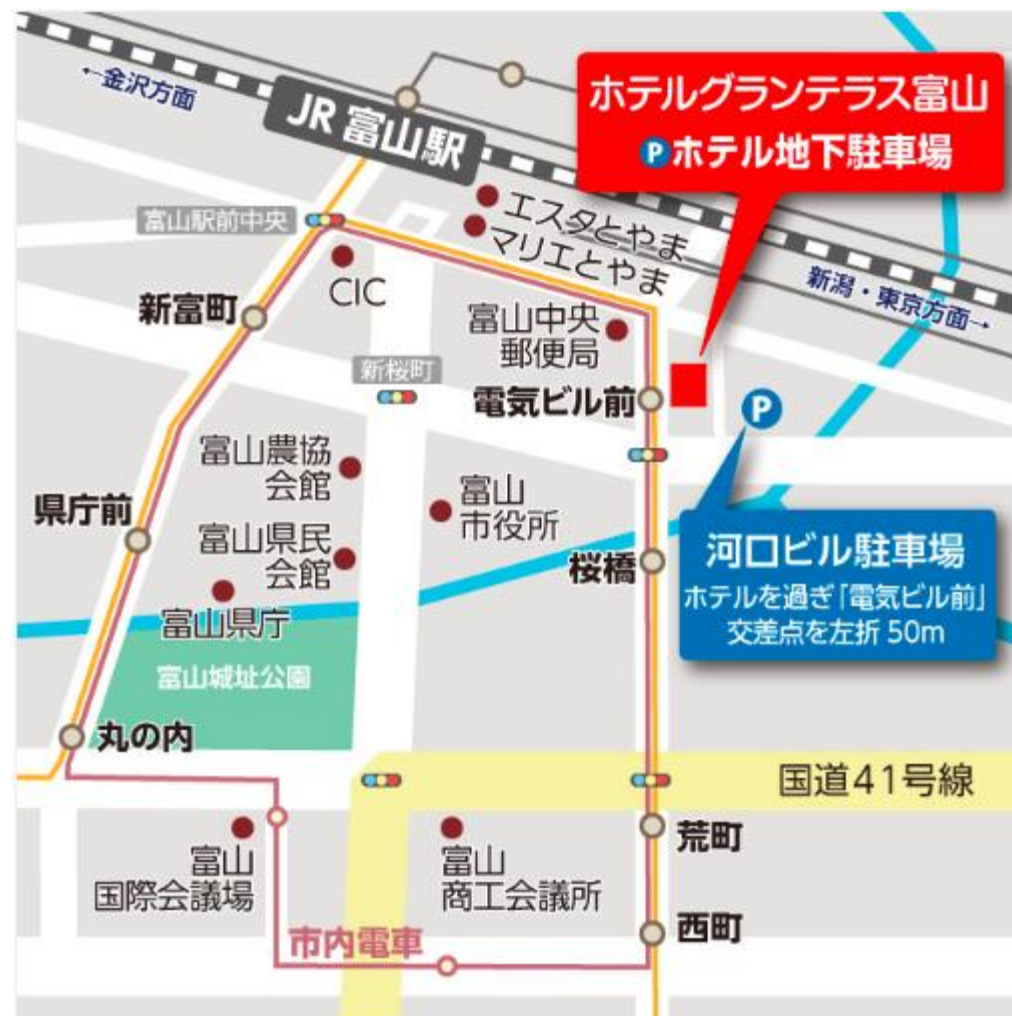 ←金沢方面
JR 富山駅
ホテルグランテラス富山
Pホテル地下駐車場
富山駅前中央
エスタとやま
マリエとやま
CIC
新潟・東京方面→
新富町
富山中央
郵便局
新桜町
電気ビル前
P
富山農協
会館
富山
市役所
県庁前
富山県民
会館
桜橋
河口ビル駐車場
ホテルを過ぎ「電気ビル前」
交差点を左折 50m
富山県庁
富山城址公園
丸の内
国道41号線
荒町
富山
国際会議場
富山
商工会議所
市内電車
西町